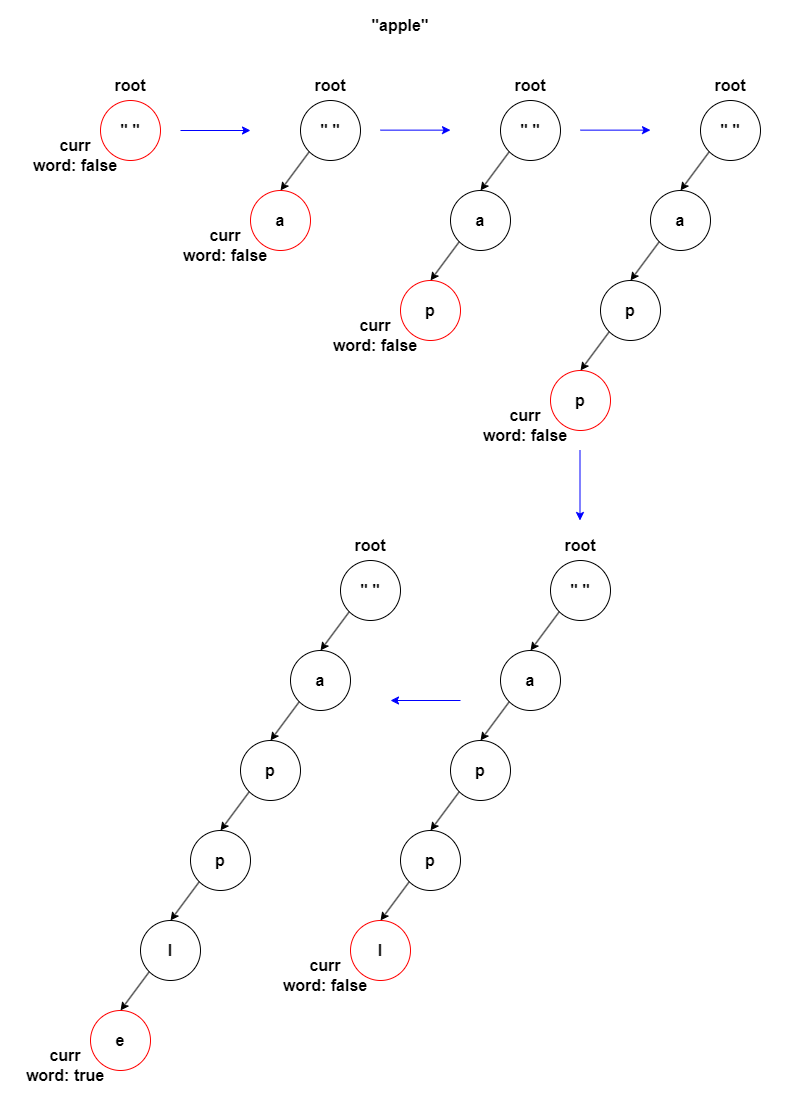 "apple"
root
" "
curr
word: false
root
" "
a
curr
word: false
root
" "
a
p
curr
word: false
root
" "
a
p
p
curr
word: false
root
" "
a
p
p
l
curr
word: false
root
" "
a
p
p
l
e
curr
word: true